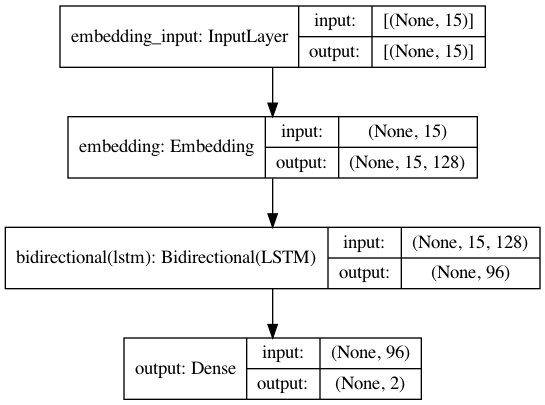 embedding_input: InputLayer
input:
[(None, 15)]
output:
[(None, 15)]
embedding: Embedding
input:
(None, 15)
output:
(None, 15, 128)
bidirectional(lstm): Bidirectional(LSTM)
input:
(None, 15, 128)
output:
(None, 96)
output: Dense
input:
(None, 96)
output:
(None, 2)